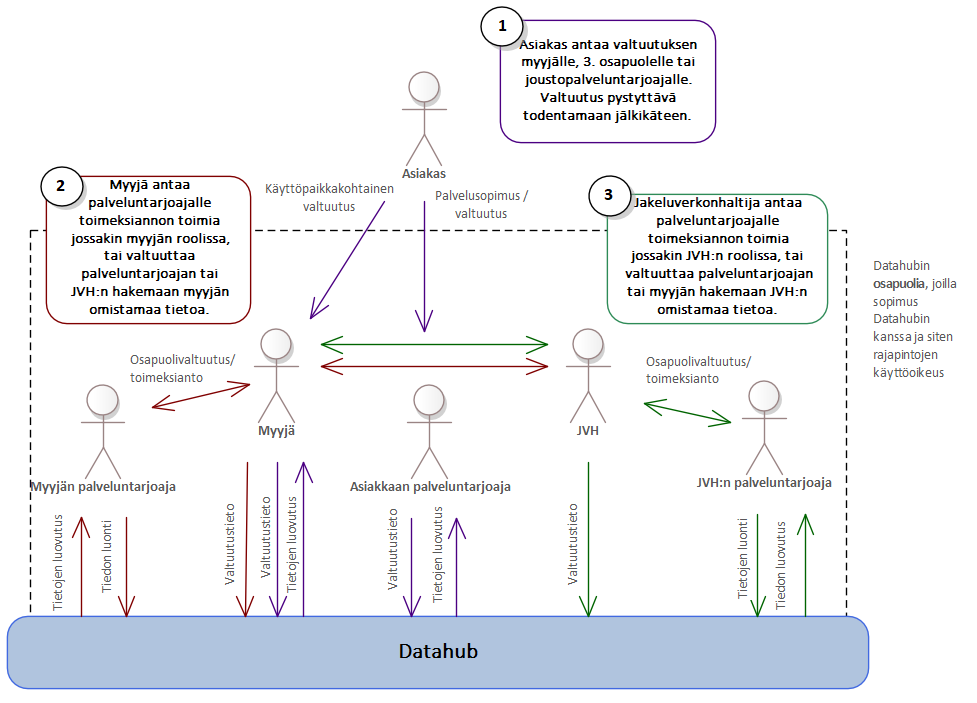 1
Asiakas antaa valtuutuksen
myyjälle, 3. osapuolelle tai
joustopalveluntarjoajalle.
Valtuutus pystyttävä
todentamaan jälkikäteen.
Asiakas
2
Myyjä antaa
palveluntarjoajalle
toimeksiannon toimia
jossakin myyjän roolissa,
tai valtuuttaa
palveluntarjoajan tai
JVH:n hakemaan myyjän
omistamaa tietoa.
Käyttöpaikkakohtainen
valtuutus
Palvelusopimus /
valtuutus
3
Jakeluverkonhaltija antaa
palveluntarjoajalle
toimeksiannon toimia
jossakin JVH:n roolissa, tai
valtuuttaa palveluntarjoajan
tai myyjän hakemaan JVH:n
omistamaa tietoa.
Datahubin
osapuolia, joilla
sopimus
Datahubin
kanssa ja siten
rajapintojen
käyttöoikeus
Osapuolivaltuutus/
toimeksianto
Osapuolivaltuutus/
toimeksianto
Myyjä
JVH
Myyjän palveluntarjoaja
Asiakkaan palveluntarjoaja
JVH:n palveluntarjoaja
Tietojen luovutus
Tiedon luonti
Valtuutustieto
Valtuutustieto
Tietojen luovutus
Valtuutustieto
Tietojen luovutus
Valtuutustieto
Tietojen luonti
Tiedon luovutus
Datahub